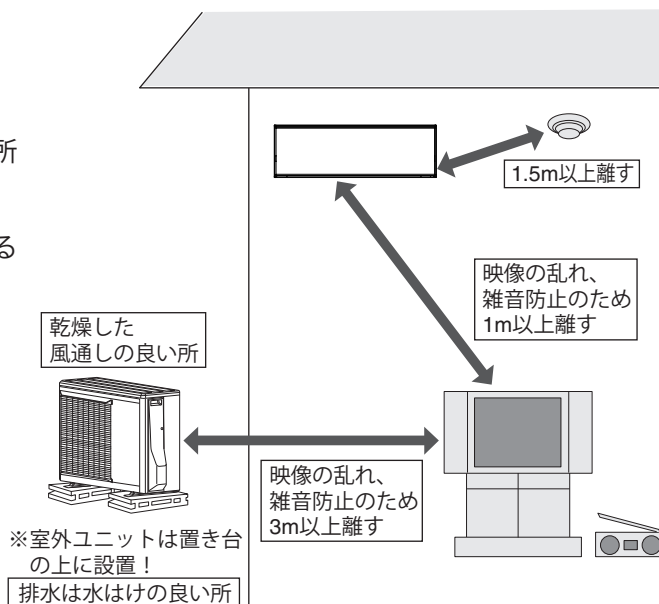 所
る
1.5m以上離す
映像の乱れ、
雑音防止のため
1m以上離す
乾燥した
風通しの良い所
映像の乱れ、
雑音防止のため
3m以上離す
※室外ユニットは置き台
の上に設置！
排水は水はけの良い所